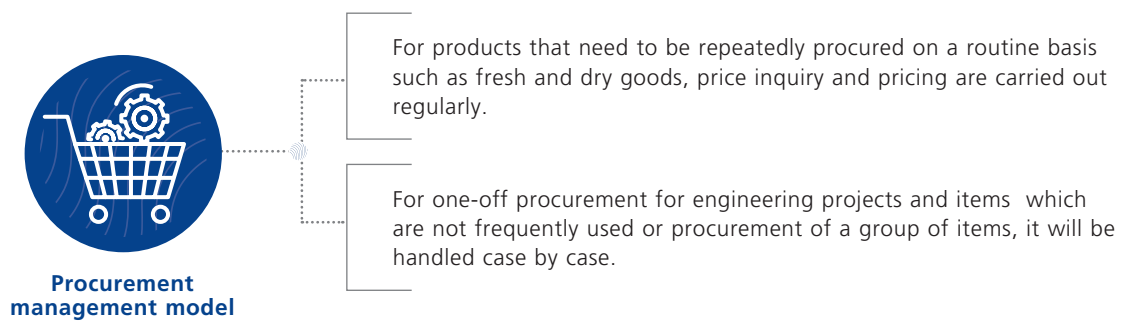 For products that need to be repeatedly procured on a routine basis
such as fresh and dry goods, price inquiry and pricing are carried out
regularly.
For one-off procurement for engineering projects and items  which
are not frequently used or procurement of a group of items, it will be
handled case by case.
Procurement
management model